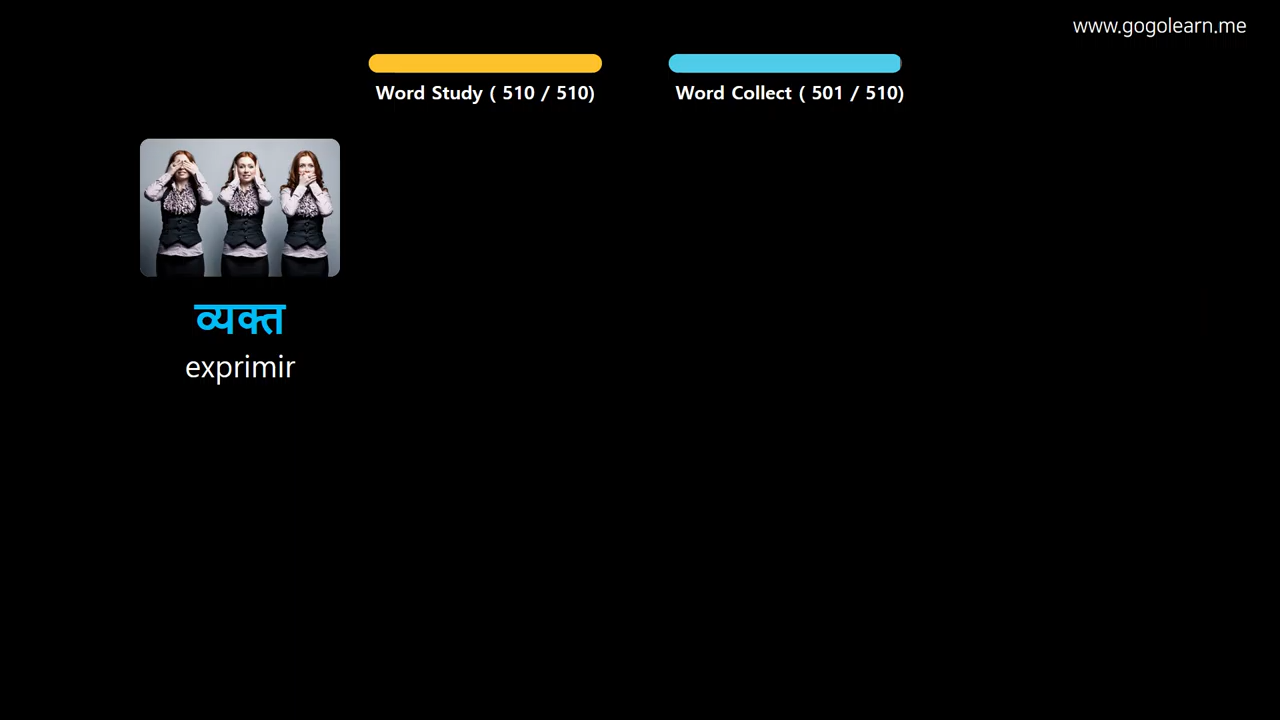 www.gogolearn.me
Word Study ( 510 / 510)
Word Collect ( 501 / 510)
व्यक्त
exprimir